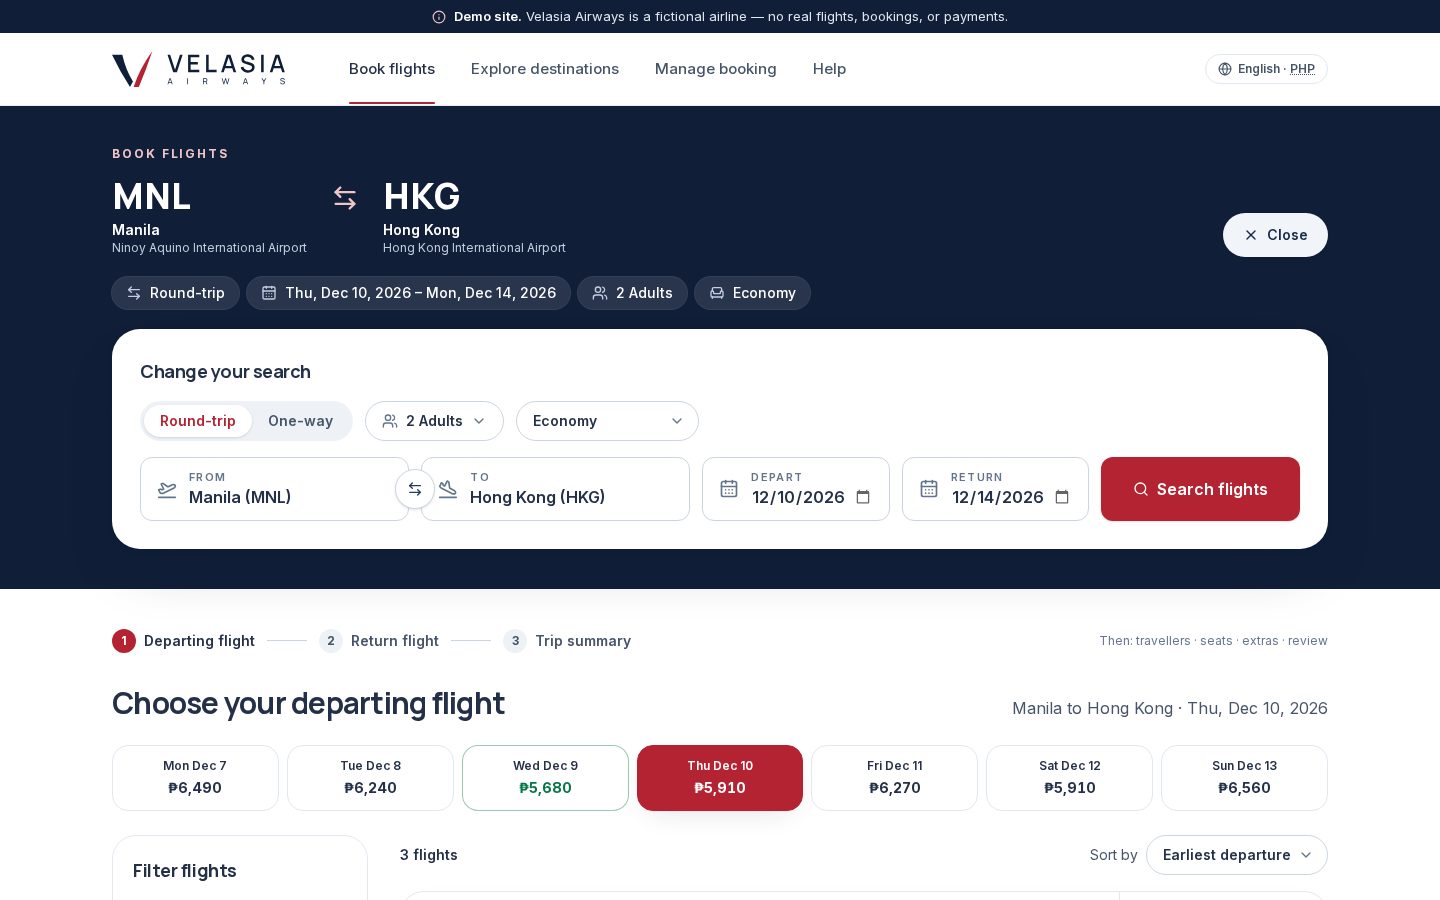 Demo site. Velasia Airways is a fictional airline — no real flights, bookings, or payments.
VELASIA
AIRWAYS
Book flights
Explore destinations
Manage booking
Help
English · PHP
BOOK FLIGHTS
MNL
Manila
Ninoy Aquino International Airport
HKG
Hong Kong
Hong Kong International Airport
Close
Round-trip
Thu, Dec 10, 2026 – Mon, Dec 14, 2026
2 Adults
Economy
Change your search
Round-trip
One-way
2 Adults
Economy
FROM
Manila (MNL)
TO
Hong Kong (HKG)
DEPART
12/10/2026
RETURN
12/14/2026
Search flights
1 Departing flight
2 Return flight
3 Trip summary
Then: travellers · seats · extras · review
Choose your departing flight
Manila to Hong Kong · Thu, Dec 10, 2026
Mon Dec 7
₱6,490
Tue Dec 8
₱6,240
Wed Dec 9
₱5,680
Thu Dec 10
₱5,910
Fri Dec 11
₱6,270
Sat Dec 12
₱5,910
Sun Dec 13
₱6,560
Filter flights
3 flights
Sort by
Earliest departure